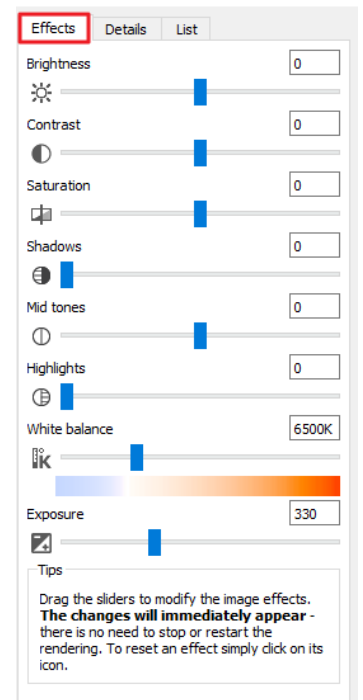 Effects Details List
Brightness 0
Contrast 0
Saturation 0
Shadows 0
Mid tones 0
Highlights 0
White balance 6500K
K
Exposure 330
Tips
Drag the sliders to modify the image effects.
The changes will immediately appear -
there is no need to stop or restart the
rendering. To reset an effect simply click on its
icon.